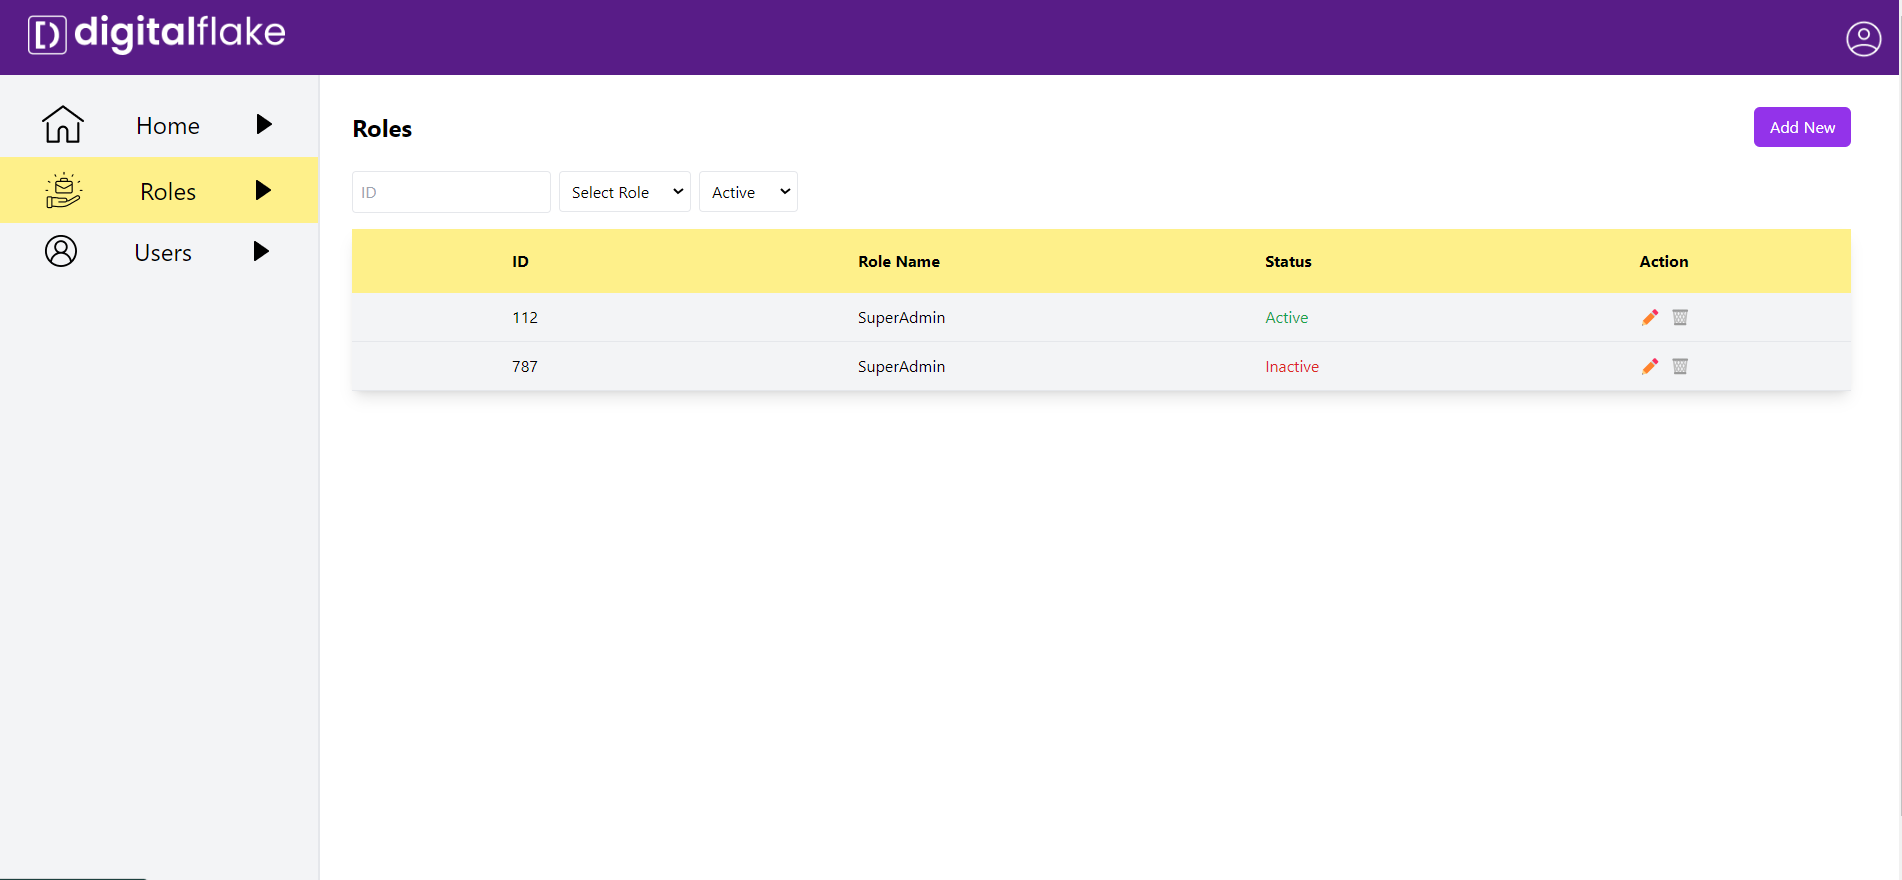 digitalflake
Home
Roles
Users
Roles
Add New
ID Select Role Active
ID Role Name Status Action
112 SuperAdmin Active
787 SuperAdmin Inactive